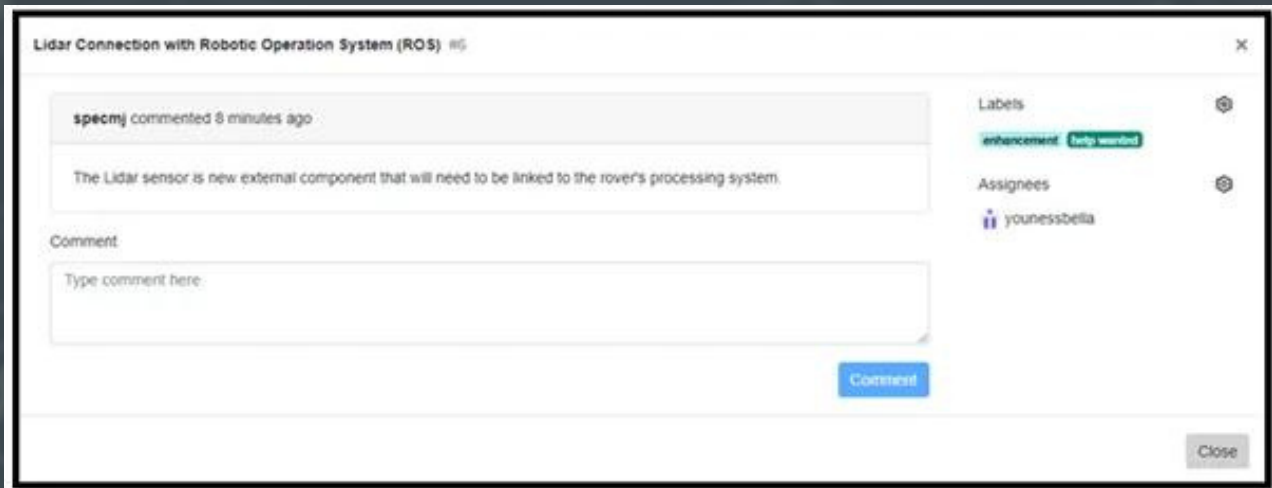 Lidar Connection with Robotic Operation System (ROS) #6
specmj commented 8 minutes ago
The Lidar sensor is new external component that will need to be linked to the rover's processing system.
Comment
Type comment here
Comment
Close
Labels
enhancement help wanted
Assignees
younessbella